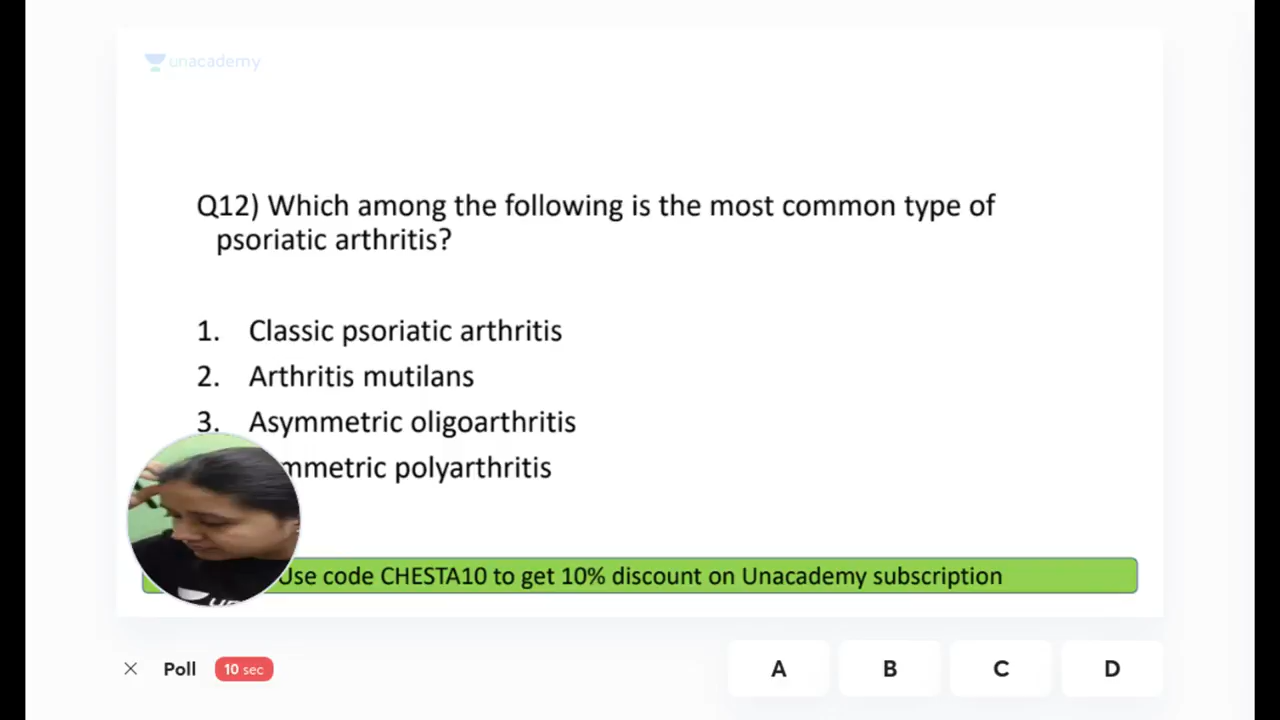 unacademy
Q12) Which among the following is the most common type of
psoriatic arthritis?
1. Classic psoriatic arthritis
2. Arthritis mutilans
3. Asymmetric oligoarthritis
polyarthritis
Use code CHESTA10 to get 10% discount on Unacademy subscription
Poll
10 sec
A
B
C
D